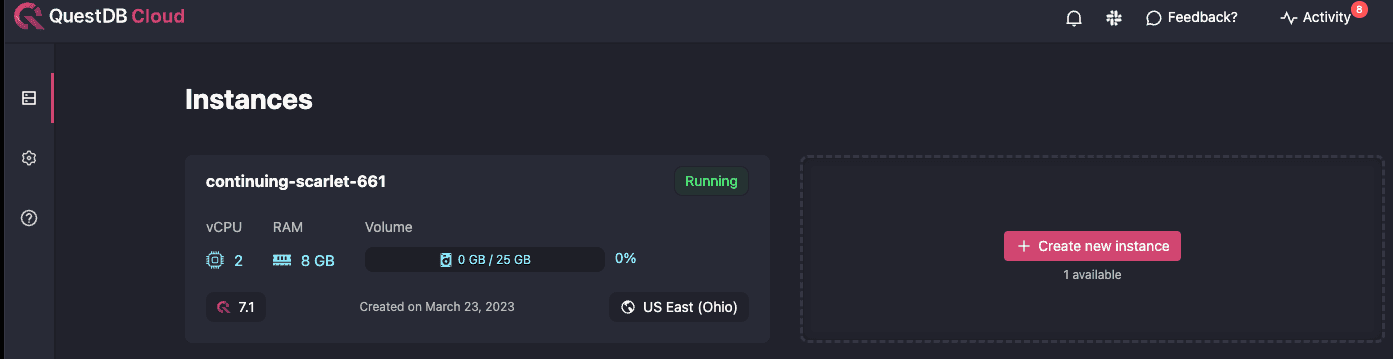 QuestDB Cloud
Feedback?
Activity
8
Instances
continuing-scarlet-661
Running
vCPU
RAM
Volume
2
8 GB
0 GB / 25 GB
0%
7.1
Created on March 23, 2023
US East (Ohio)
+ Create new instance
1 available